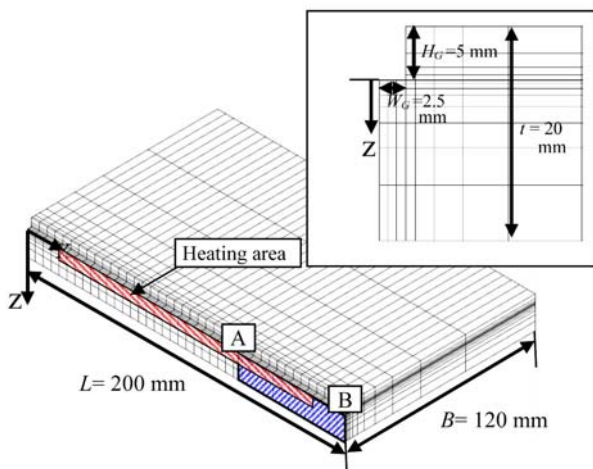 H_G=5 mm
W_G=2.5
mm
Z
t = 20
mm
Heating area
Z
A
B
L= 200 mm
B= 120 mm